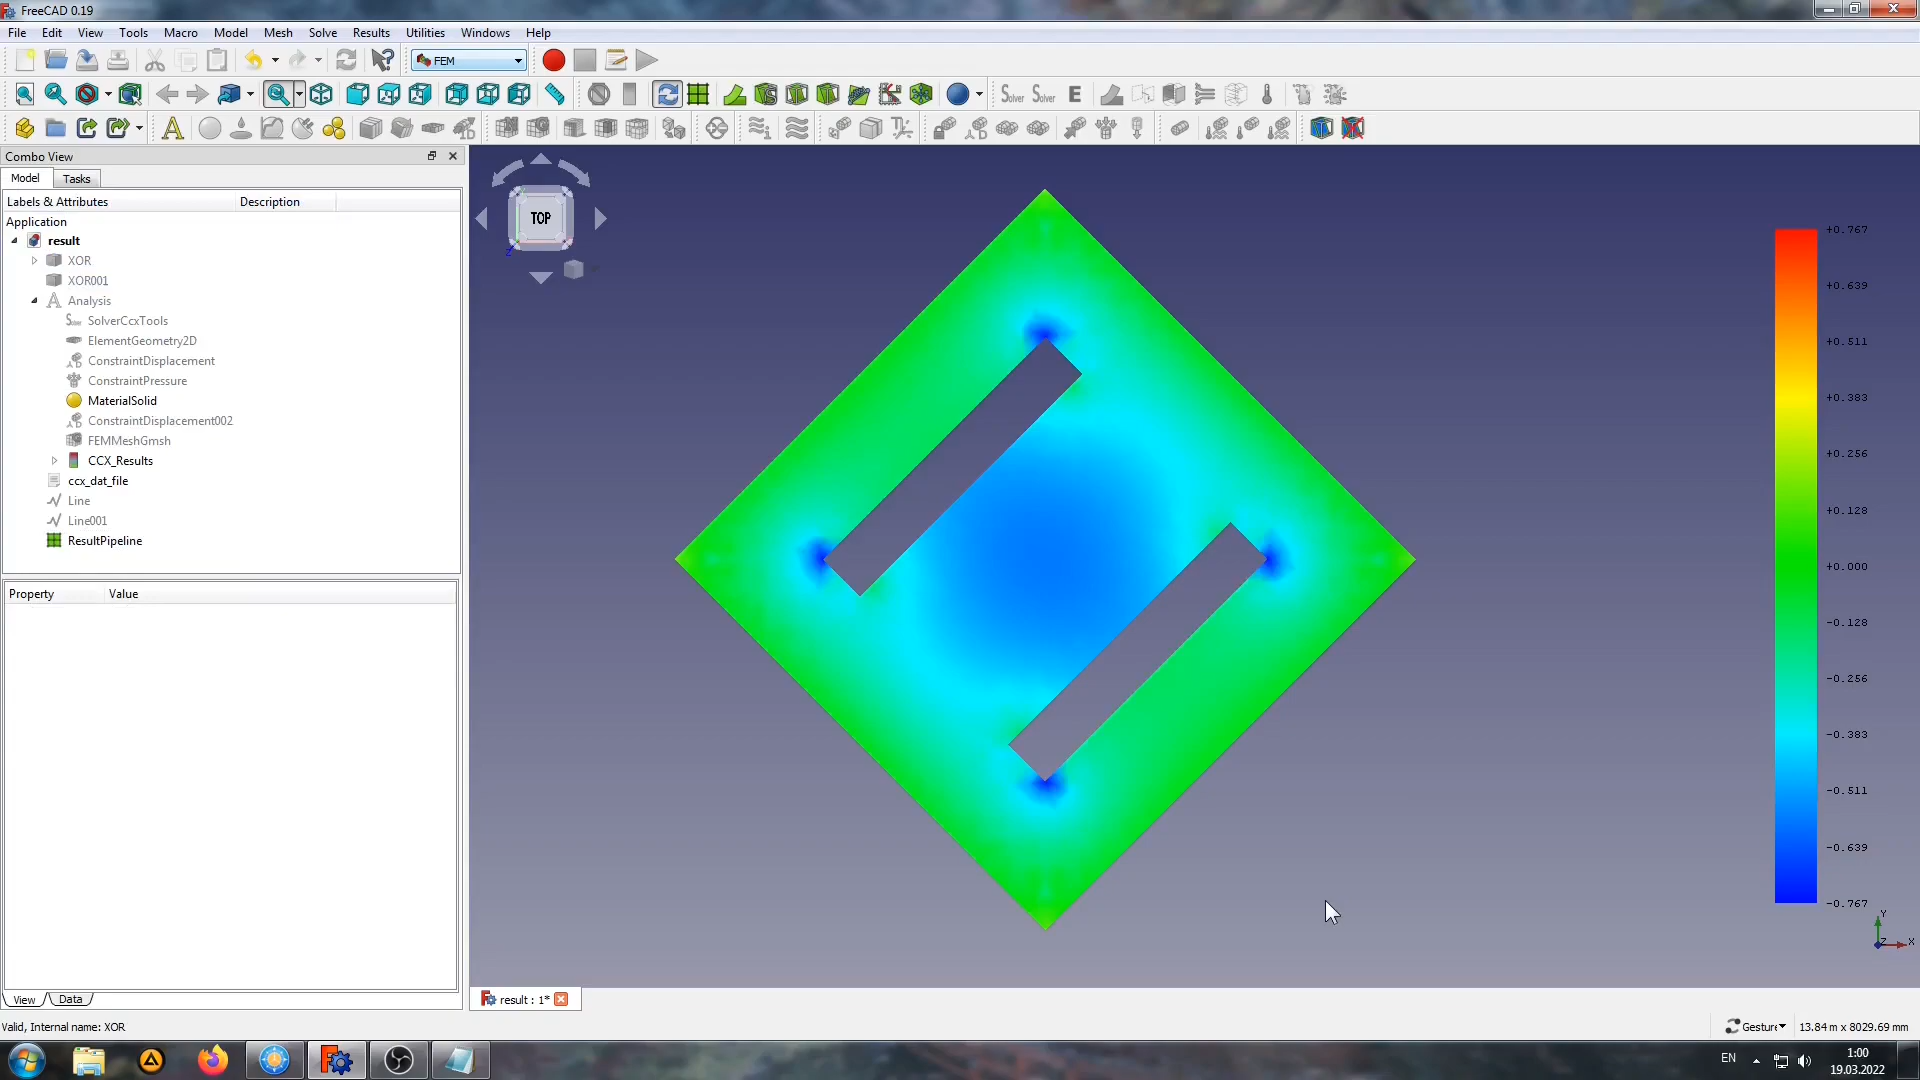 FreeCAD 0.19
File Edit View Tools Macro Model Mesh Solve Results Utilities Windows Help
FEM
Solver Solver E
Combo View
Model Tasks
Labels & Attributes Description
Application
result
XOR
XOR001
Analysis
SolverCcxTools
ElementGeometry2D
ConstraintDisplacement
ConstraintPressure
MaterialSolid
ConstraintDisplacement002
FEMMeshGmsh
CCX_Results
ccx_dat_file
Line
Line001
ResultPipeline
Property Value
View Data
TOP
Z
+0.767
+0.639
+0.511
+0.383
+0.256
+0.128
+0.000
-0.128
-0.256
-0.383
-0.511
-0.639
-0.767
Y
Z X
result : 1*
Valid, Internal name: XOR
Gesture 13.84 m x 8029.69 mm
EN
1:00
19.03.2022